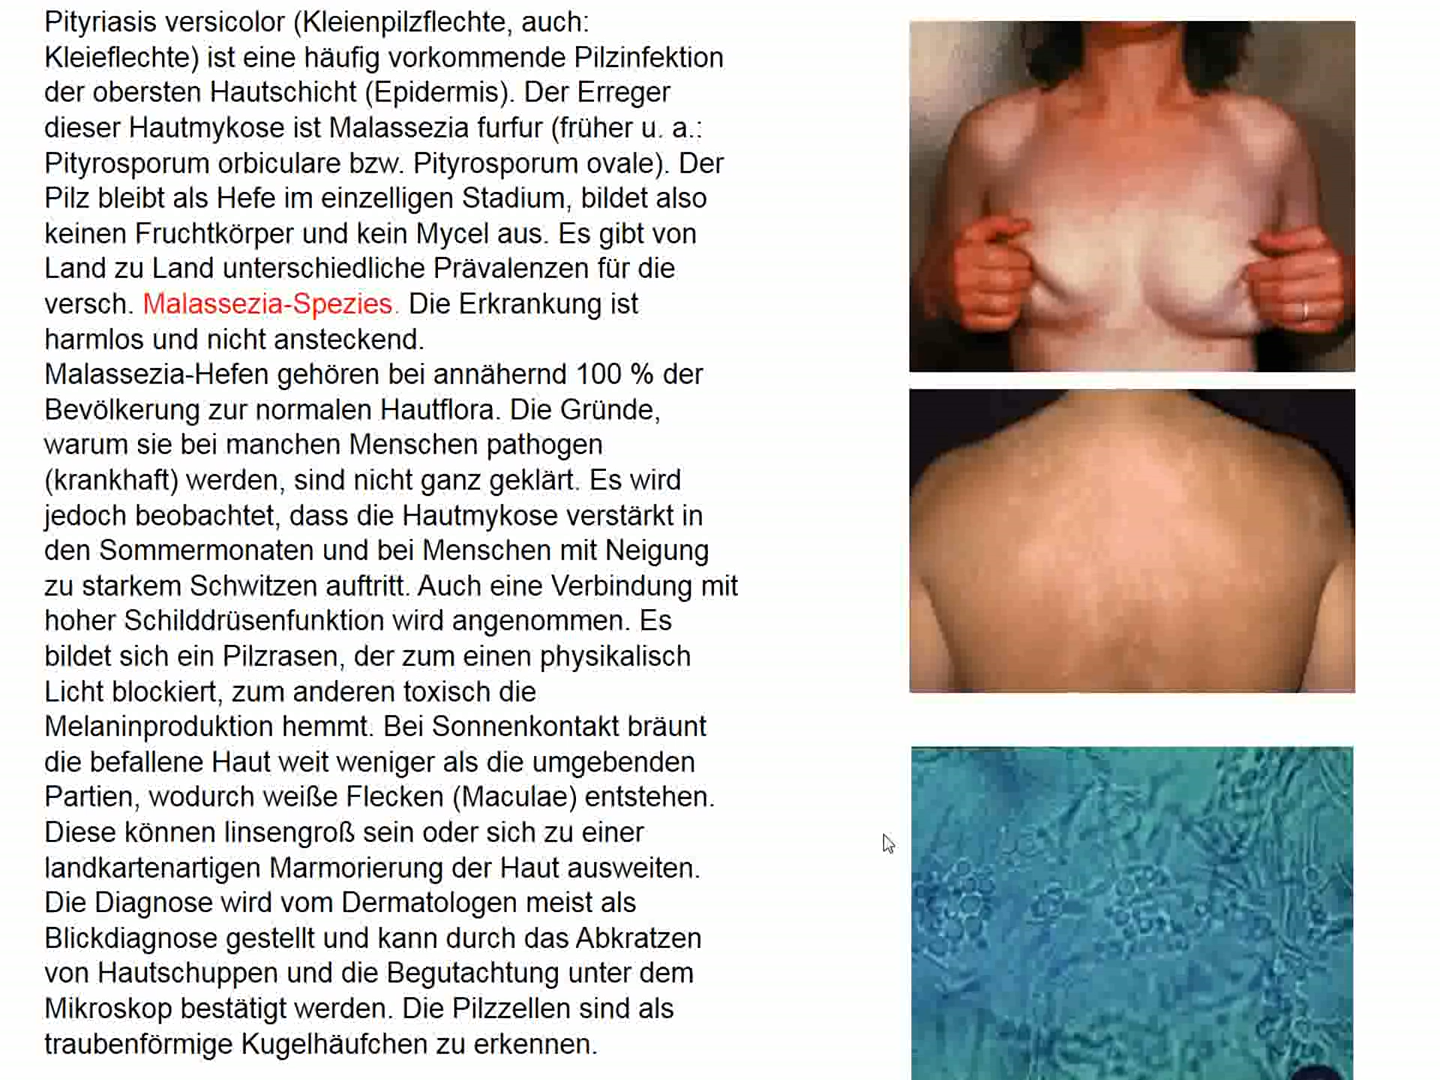 Pityriasis versicolor (Kleienpilzflechte, auch:
Kleieflechte) ist eine häufig vorkommende Pilzinfektion
der obersten Hautschicht (Epidermis). Der Erreger
dieser Hautmykose ist Malassezia furfur (früher u. a.:
Pityrosporum orbiculare bzw. Pityrosporum ovale). Der
Pilz bleibt als Hefe im einzelligen Stadium, bildet also
keinen Fruchtkörper und kein Mycel aus. Es gibt von
Land zu Land unterschiedliche Prävalenzen für die
versch. Malassezia-Spezies. Die Erkrankung ist
harmlos und nicht ansteckend.
Malassezia-Hefen gehören bei annähernd 100 % der
Bevölkerung zur normalen Hautflora. Die Gründe,
warum sie bei manchen Menschen pathogen
(krankhaft) werden, sind nicht ganz geklärt. Es wird
jedoch beobachtet, dass die Hautmykose verstärkt in
den Sommermonaten und bei Menschen mit Neigung
zu starkem Schwitzen auftritt. Auch eine Verbindung mit
hoher Schilddrüsenfunktion wird angenommen. Es
bildet sich ein Pilzrasen, der zum einen physikalisch
Licht blockiert, zum anderen toxisch die
Melaninproduktion hemmt. Bei Sonnenkontakt bräunt
die befallene Haut weit weniger als die umgebenden
Partien, wodurch weiße Flecken (Maculae) entstehen.
Diese können linsengroß sein oder sich zu einer
landkartenartigen Marmorierung der Haut ausweiten.
Die Diagnose wird vom Dermatologen meist als
Blickdiagnose gestellt und kann durch das Abkratzen
von Hautschuppen und die Begutachtung unter dem
Mikroskop bestätigt werden. Die Pilzzellen sind als
traubenförmige Kugelhäufchen zu erkennen.